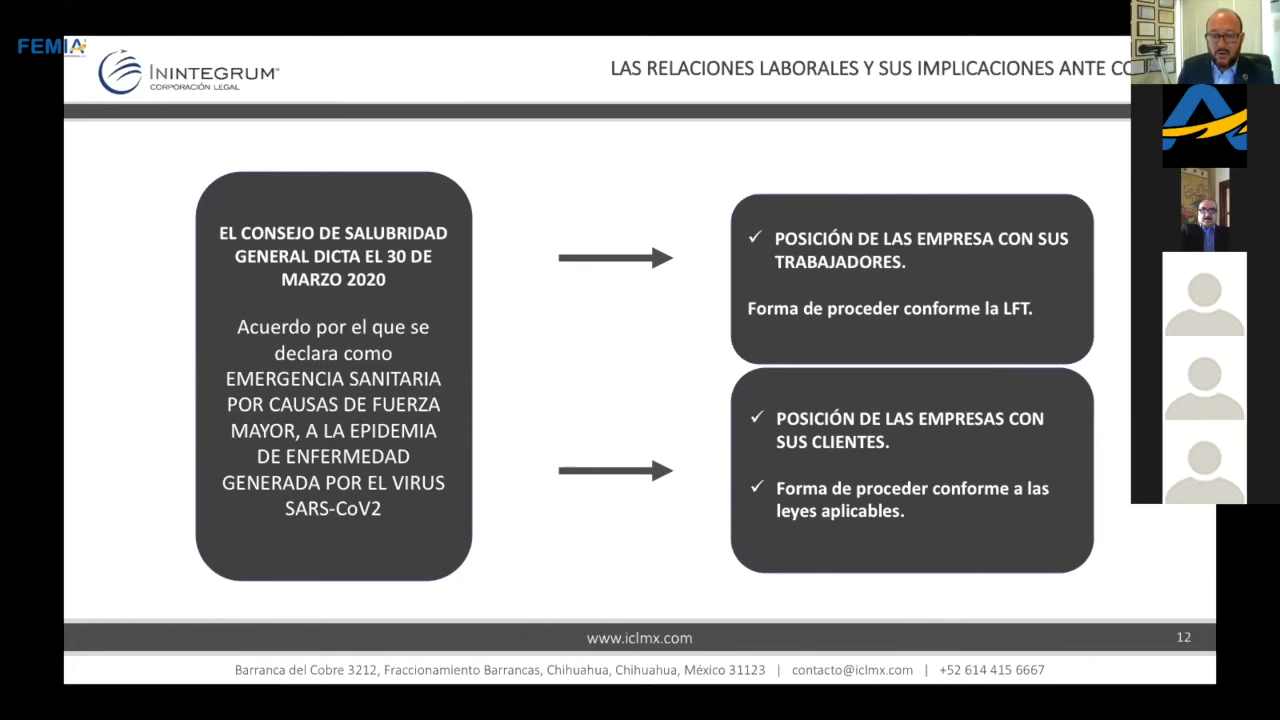 FEMIA
ININTEGRUM
CORPORACIÓN LEGAL
LAS RELACIONES LABORALES Y SUS IMPLICACIONES ANTE
EL CONSEJO DE SALUBRIDAD
GENERAL DICTA EL 30 DE
MARZO 2020
Acuerdo por el que se
declara como
EMERGENCIA SANITARIA
POR CAUSAS DE FUERZA
MAYOR, A LA EPIDEMIA
DE ENFERMEDAD
GENERADA POR EL VIRUS
SARS-CoV2
✓ POSICIÓN DE LAS EMPRESA CON SUS
TRABAJADORES.
Forma de proceder conforme la LFT.
✓ POSICIÓN DE LAS EMPRESAS CON
SUS CLIENTES.
✓ Forma de proceder conforme a las
leyes aplicables.
www.iclmx.com
12
Barranca del Cobre 3212, Fraccionamiento Barrancas, Chihuahua, Chihuahua, México 31123 | contacto@iclmx.com | +52 614 415 6667